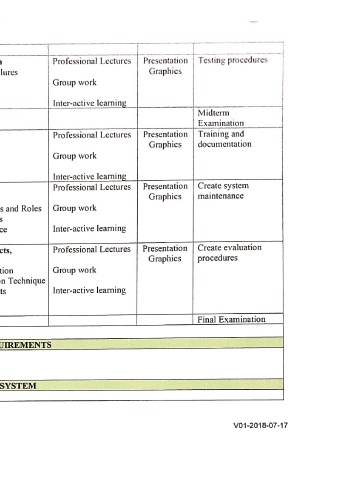 Professional Lectures Presentation Testing procedures
lures Graphics
Group work
Inter-active learning
Midterm
Examination
Professional Lectures Presentation Training and
Graphics documentation
Group work
Inter-active learning
Professional Lectures Presentation Create system
Graphics maintenance
s and Roles Group work
s
ce Inter-active learning
cts, Professional Lectures Presentation Create evaluation
Graphics procedures
tion Group work
on Technique
ts Inter-active learning
Final Examination
UIREMENTS
SYSTEM
V01-2018-07-17